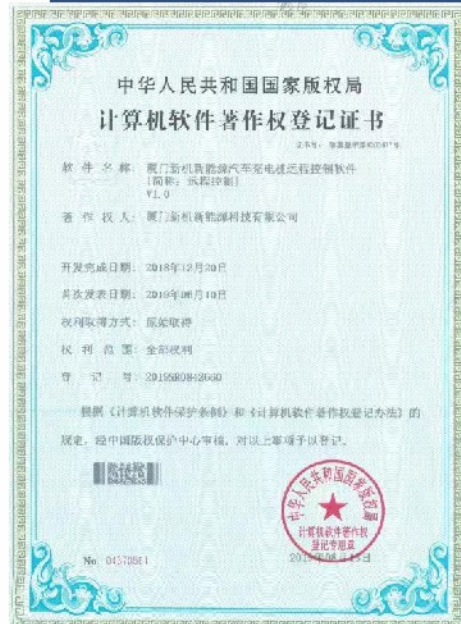 中华人民共和国国家版权局
计算机软件著作权登记证书
软件名称： 厦门新机新能源汽车充电桩远程控制软件
[简称：远程控制]
V1.0
著作权人： 厦门新机新能源科技有限公司
开发完成日期： 2018年12月20日
首次发表日期： 2019年06月10日
权利取得方式： 原始取得
权利范围： 全部权利
登记号： 2019SR0842660
根据《计算机软件保护条例》和《计算机软件著作权登记办法》的
规定，经中国版权保护中心审核，对以上事项予以登记。
中华人民共和国国家版权局
计算机软件著作权
登记专用章
No.